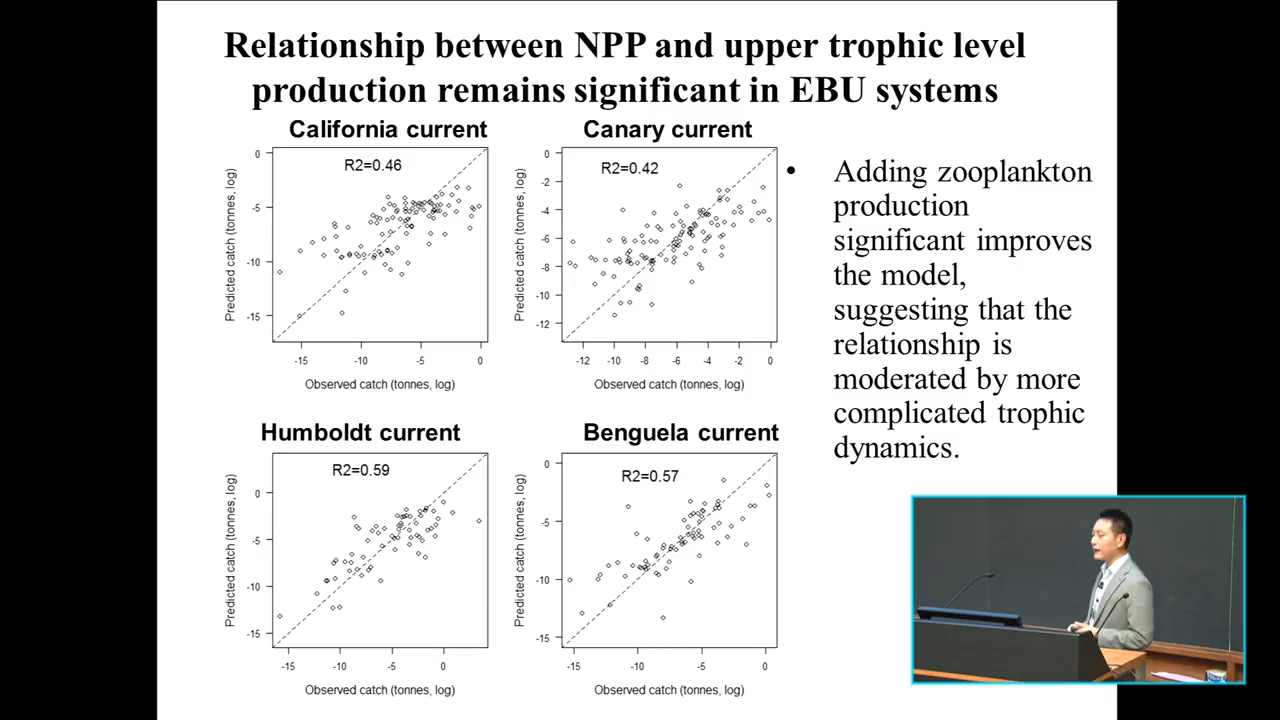 Relationship between NPP and upper trophic level
production remains significant in EBU systems
California current
R2=0.46
0
-5
-10
-15
Predicted catch (tonnes, log)
-15 -10 -5 0
Observed catch (tonnes, log)
Canary current
R2=0.42
0
-2
-4
-6
-8
-10
-12
Predicted catch (tonnes, log)
-12 -10 -8 -6 -4 -2 0
Observed catch (tonnes, log)
Humboldt current
R2=0.59
0
-5
-10
-15
Predicted catch (tonnes, log)
-15 -10 -5 0
Observed catch (tonnes, log)
Benguela current
R2=0.57
0
-5
-10
-15
Predicted catch (tonnes, log)
-15 -10 -5 0
Observed catch (tonnes, log)
• Adding zooplankton
production
significant improves
the model,
suggesting that the
relationship is
moderated by more
complicated trophic
dynamics.